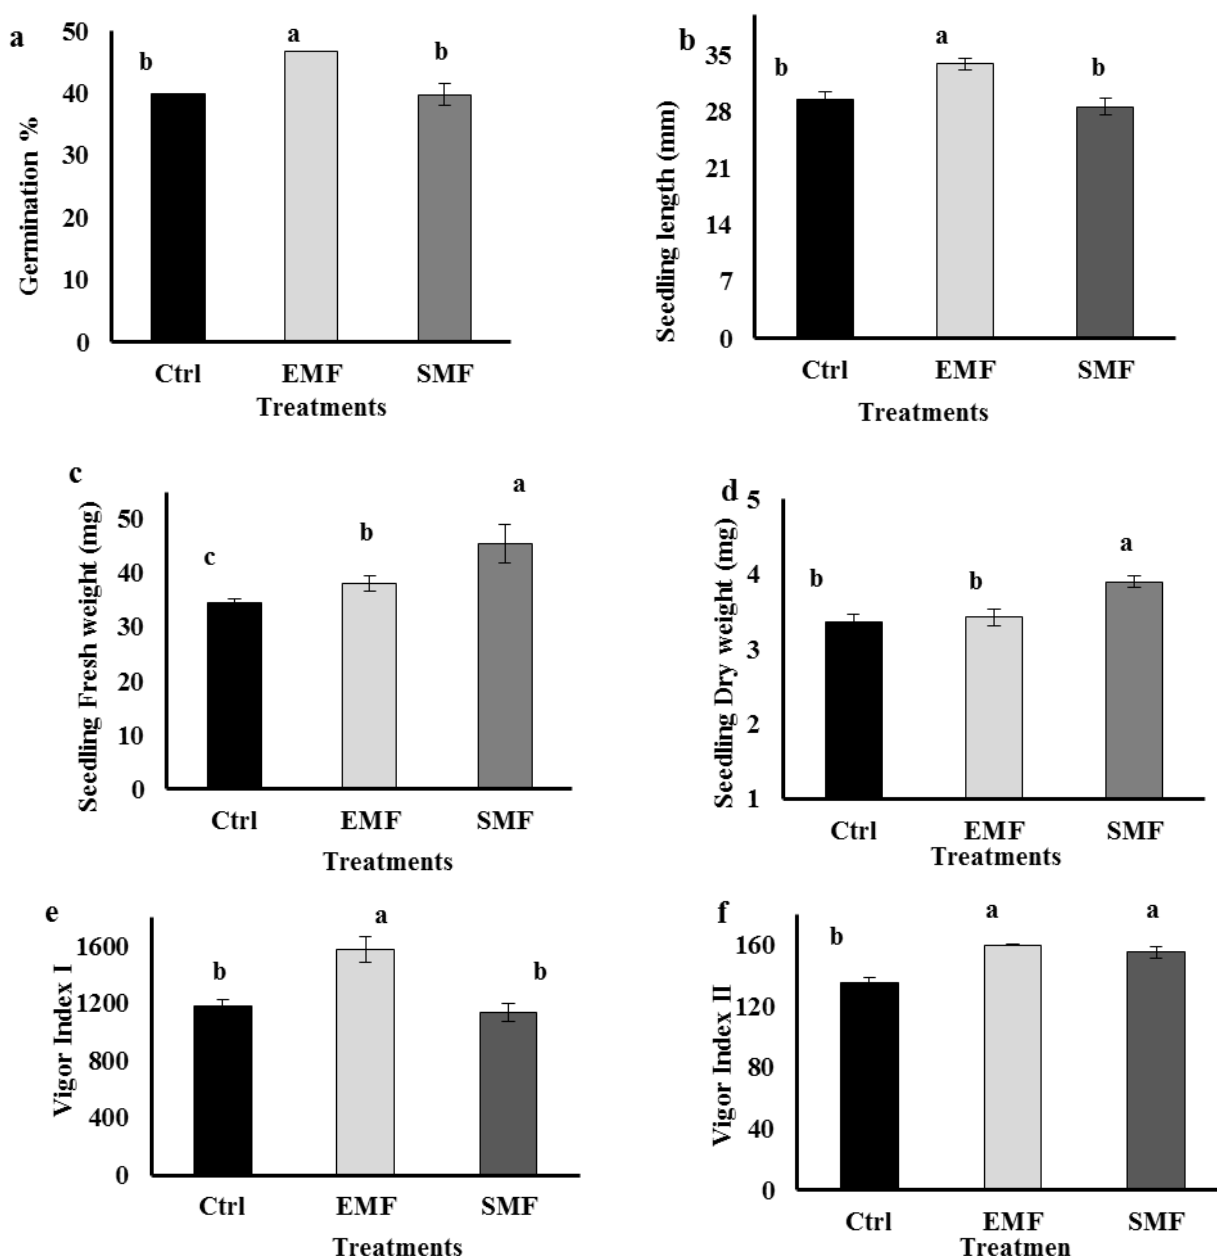 a
50
40
30
20
10
0
Germination %
b
a
b
Ctrl EMF SMF
Treatments
b
35
28
21
14
7
0
Seedling length (mm)
b
a
b
Ctrl EMF SMF
Treatments
c
50
40
30
20
10
0
Seedling Fresh weight (mg)
c
b
a
Ctrl EMF SMF
Treatments
d
5
4
3
2
1
Seedling Dry weight (mg)
b
b
a
Ctrl EMF SMF
Treatments
e
1600
1200
800
400
0
Vigor Index I
b
a
b
Ctrl EMF SMF
Treatments
f
160
120
80
40
0
Vigor Index II
b
a
a
Ctrl EMF SMF
Treatmen